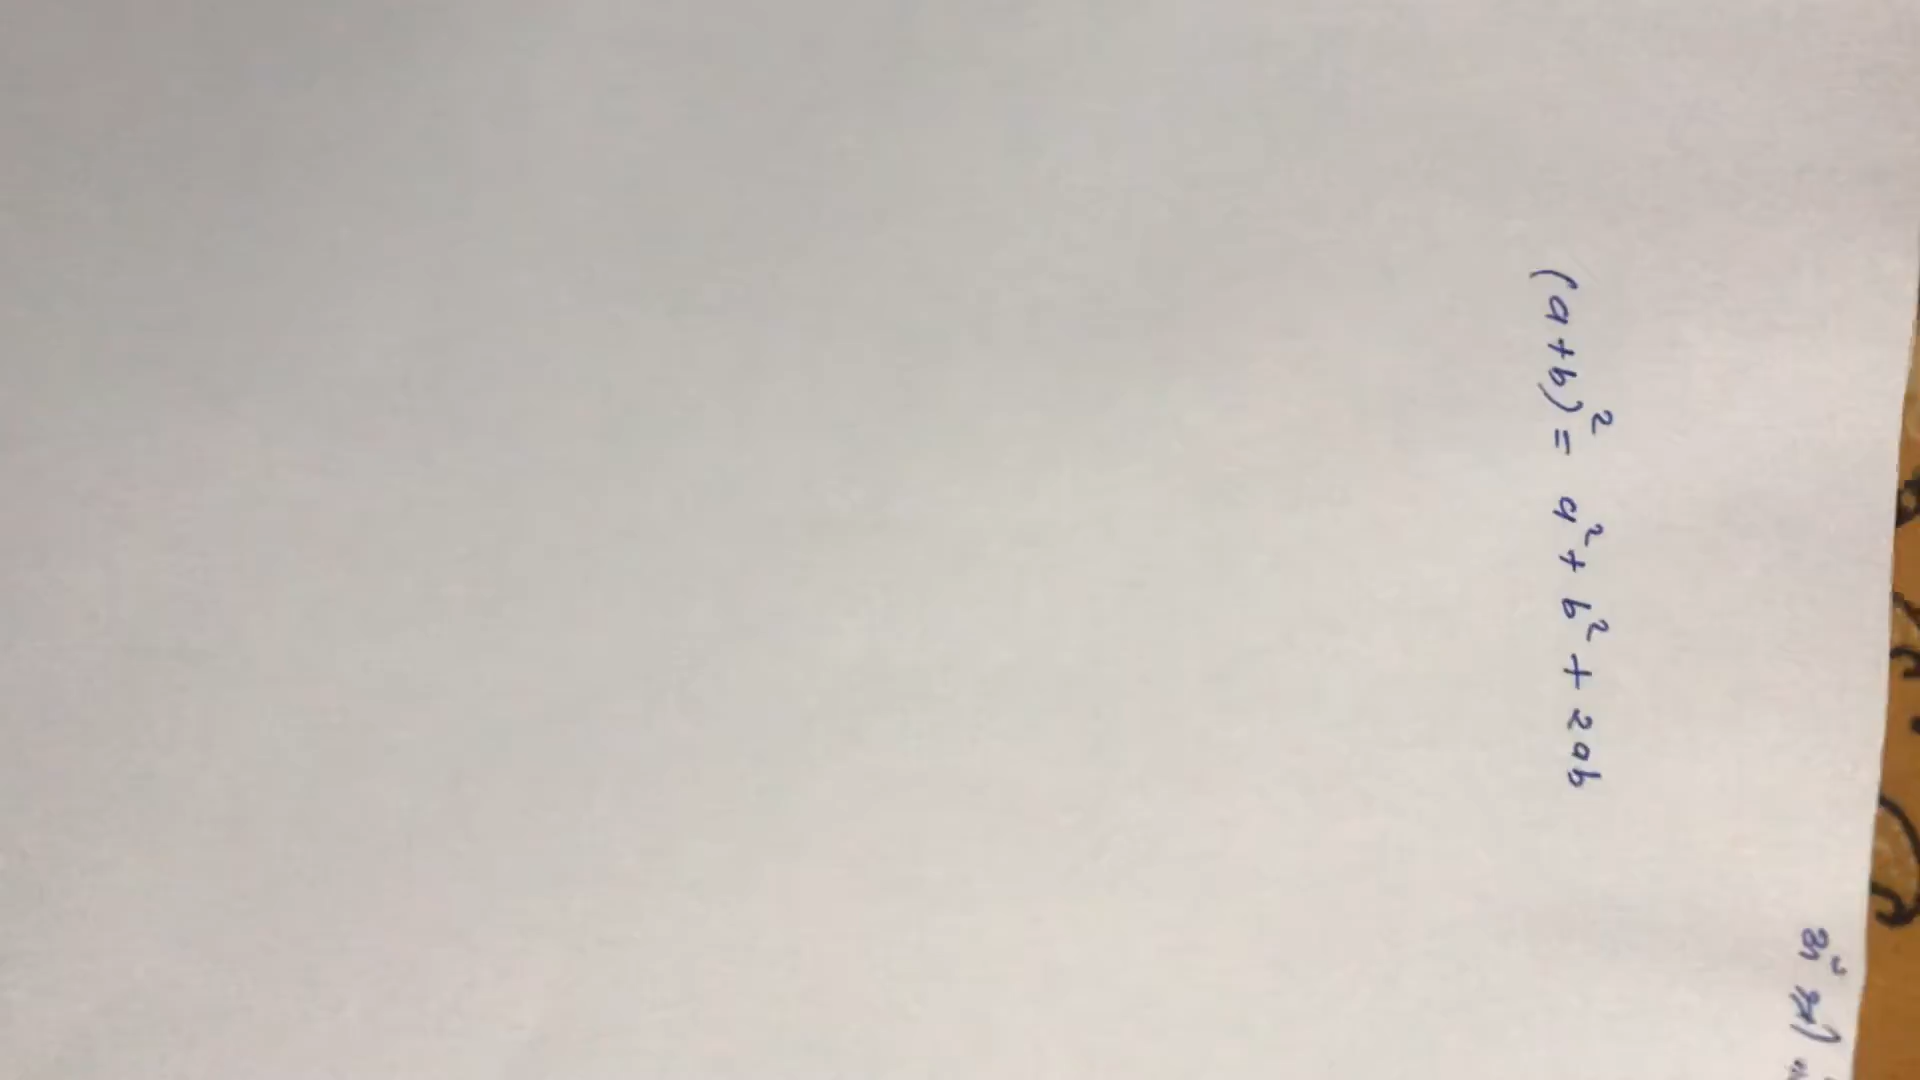 (a+b)² = a² + b² + 2ab